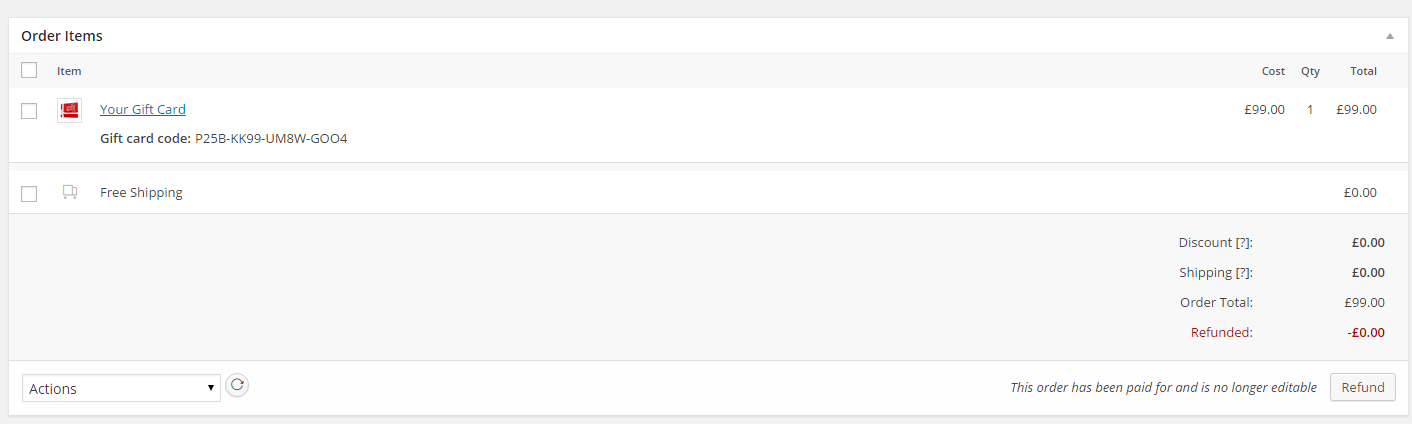 Order Items
Item Cost Qty Total
Your Gift Card £99.00 1 £99.00
Gift card code: P25B-KK99-UM8W-GOO4
Free Shipping £0.00
Discount [?]: £0.00
Shipping [?]: £0.00
Order Total: £99.00
Refunded: -£0.00
Actions This order has been paid for and is no longer editable Refund